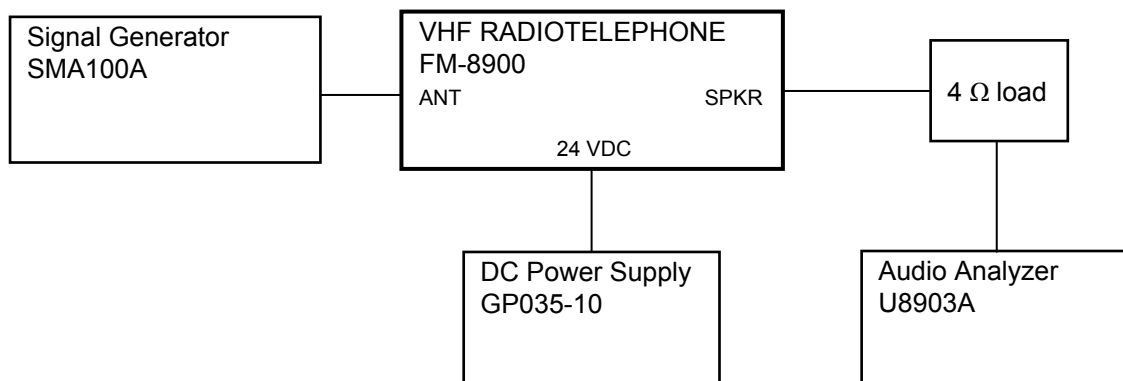 Signal Generator
SMA100A
VHF RADIOTELEPHONE
FM-8900
ANT
SPKR
24 VDC
4 Ω load
DC Power Supply
GP035-10
Audio Analyzer
U8903A